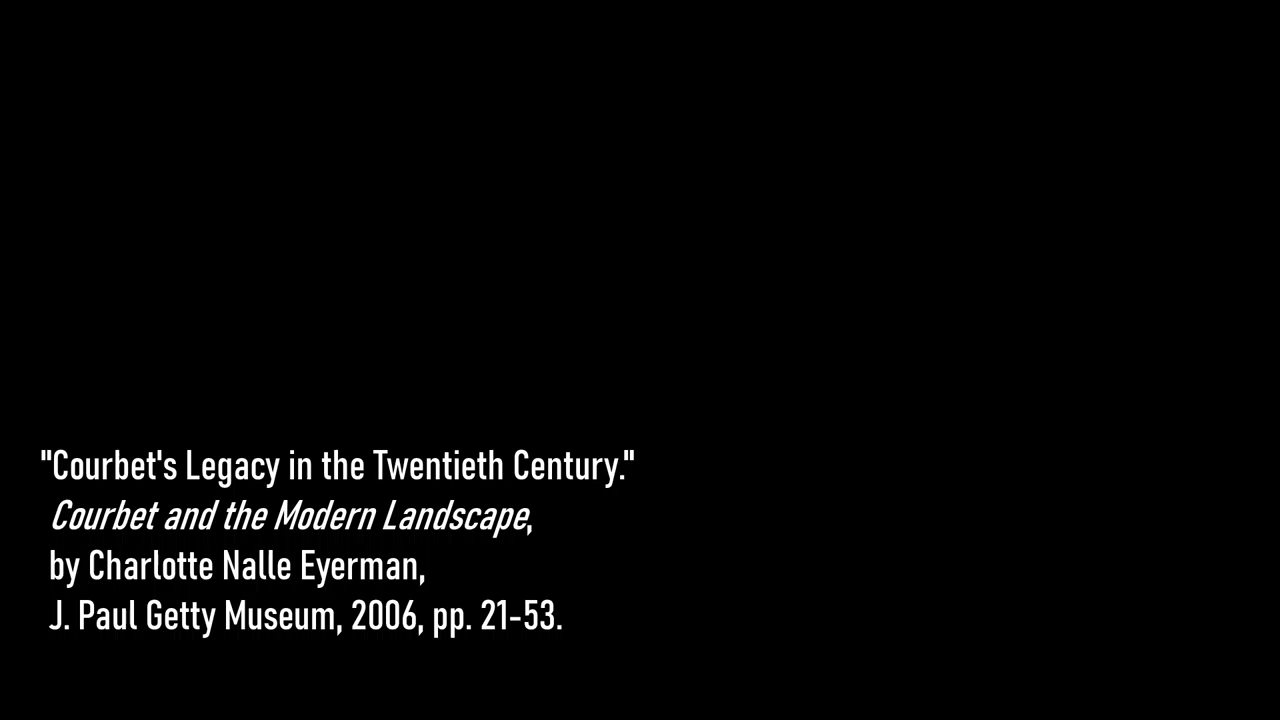 "Courbet's Legacy in the Twentieth Century."
Courbet and the Modern Landscape,
by Charlotte Nalle Eyerman,
J. Paul Getty Museum, 2006, pp. 21-53.